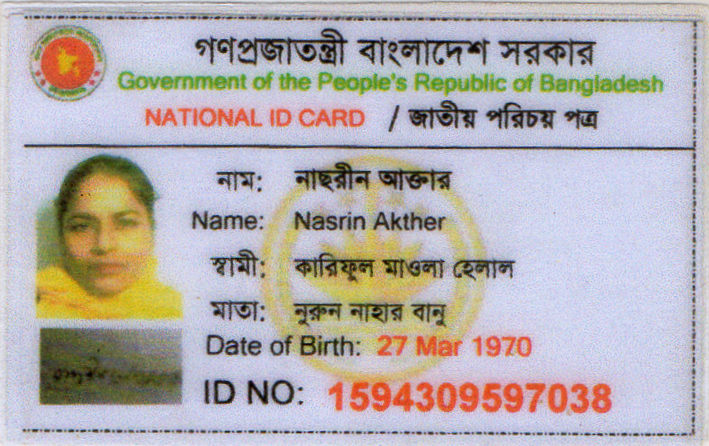 গণপ্রজাতন্ত্রী বাংলাদেশ সরকার
Government of the People's Republic of Bangladesh
NATIONAL ID CARD / জাতীয় পরিচয় পত্র
নাম: নাছরীন আক্তার
Name: Nasrin Akther
স্বামী: কারিফুল মাওলা হেলাল
মাতা: নুরুন নাহার বানু
Date of Birth: 27 Mar 1970
ID NO: 1594309597038